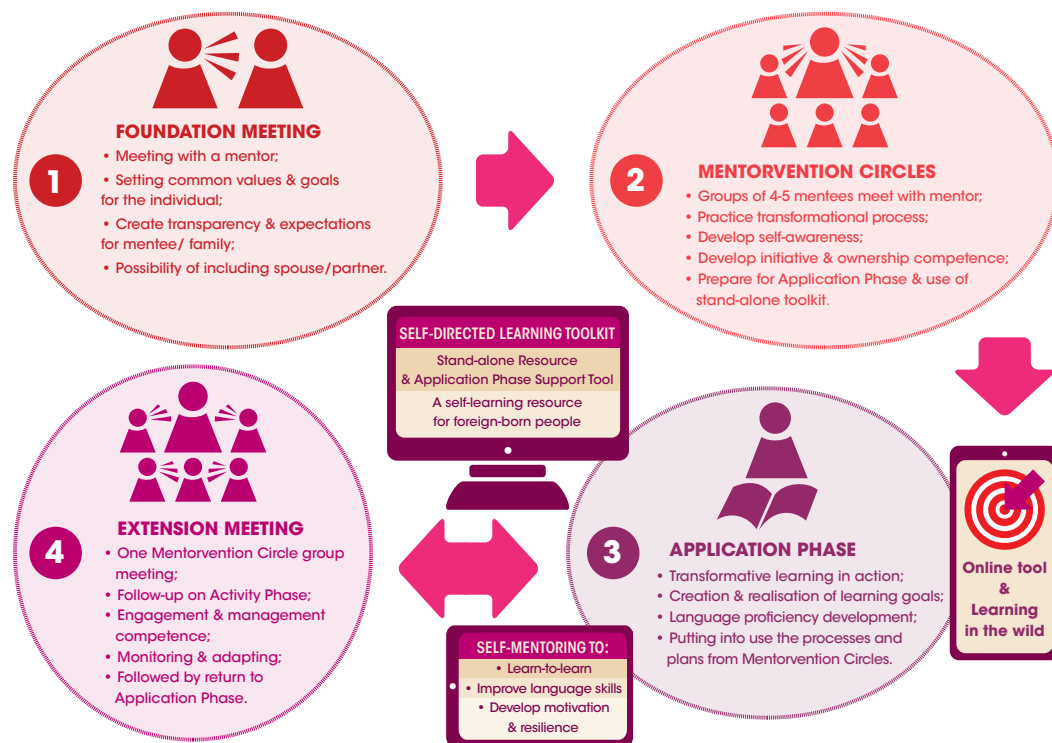 FOUNDATION MEETING
1
• Meeting with a mentor;
• Setting common values & goals
for the individual;
• Create transparency & expectations
for mentee/ family;
• Possibility of including spouse/partner.
2
MENTORVENTION CIRCLES
• Groups of 4-5 mentees meet with mentor;
• Practice transformational process;
• Develop self-awareness;
• Develop initiative & ownership competence;
• Prepare for Application Phase & use of
stand-alone toolkit.
SELF-DIRECTED LEARNING TOOLKIT
Stand-alone Resource
& Application Phase Support Tool
A self-learning resource
for foreign-born people
3
APPLICATION PHASE
• Transformative learning in action;
• Creation & realisation of learning goals;
• Language proficiency development;
• Putting into use the processes and
plans from Mentorvention Circles.
Online tool
&
Learning
in the wild
4
EXTENSION MEETING
• One Mentorvention Circle group
meeting;
• Follow-up on Activity Phase;
• Engagement & management
competence;
• Monitoring & adapting;
• Followed by return to
Application Phase.
SELF-MENTORING TO:
• Learn-to-learn
• Improve language skills
• Develop motivation
& resilience